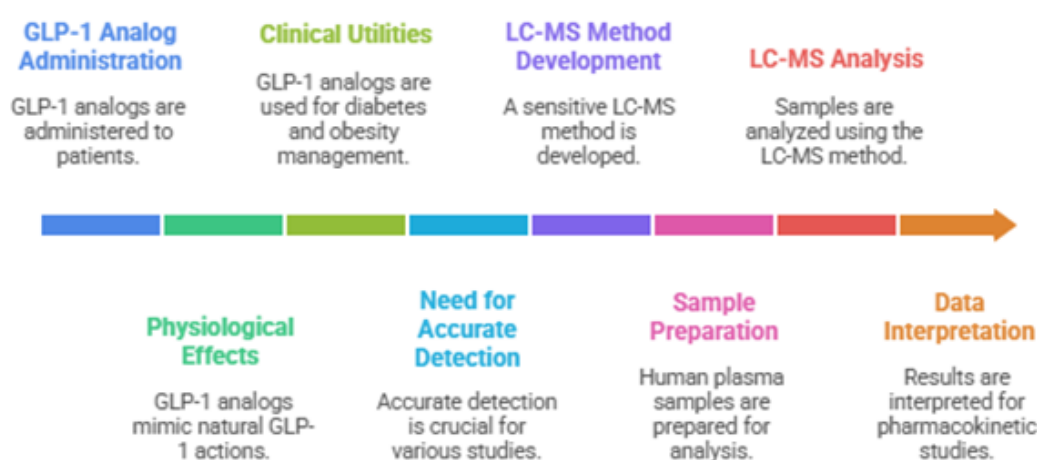 GLP-1 Analog
Administration
GLP-1 analogs are
administered to
patients.
Clinical Utilities
GLP-1 analogs are
used for diabetes
and obesity
management.
LC-MS Method
Development
A sensitive LC-MS
method is
developed.
LC-MS Analysis
Samples are
analyzed using the
LC-MS method.
Physiological
Effects
GLP-1 analogs
mimic natural GLP-
1 actions.
Need for
Accurate
Detection
Accurate detection
is crucial for
various studies.
Sample
Preparation
Human plasma
samples are
prepared for
analysis.
Data
Interpretation
Results are
interpreted for
pharmacokinetic
studies.